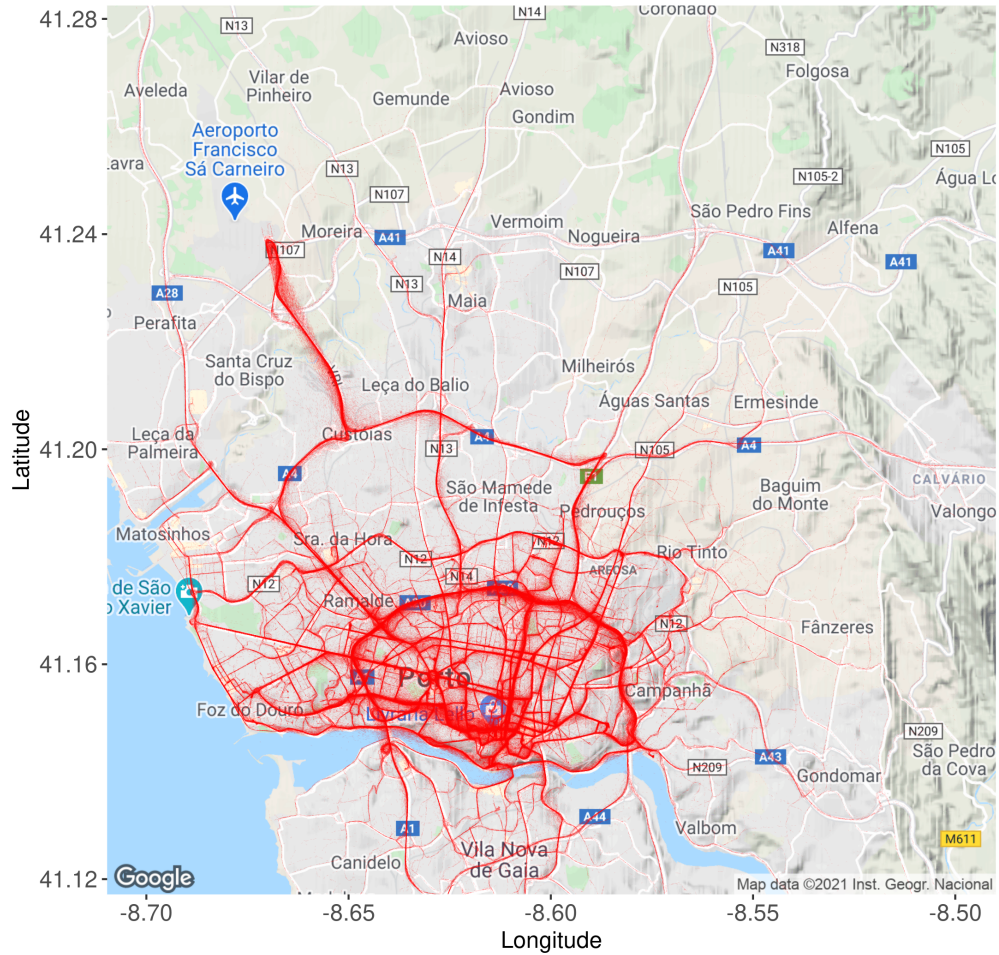 41.28
41.24
41.20
41.16
41.12
Latitude
-8.70
-8.65
-8.60
-8.55
-8.50
Longitude
N13
N14
Coronado
Avioso
N318
Folgosa
Aveleda
Vilar de
Pinheiro
Gemunde
Avioso
Gondim
Aeroporto
Francisco
Sá Carneiro
N105
Lavra
N13
N107
N105-2
Água Lo
São Pedro Fins
Moreira
A41
Vermoim
Nogueira
Alfena
N107
N14
A41
A41
N107
N13
N105
A28
Maia
Perafita
Santa Cruz
do Bispo
VRI
Milheirós
Leça do Balio
Águas Santas
Ermesinde
Leça da
Palmeira
Custóias
A4
N13
N105
A4
A4
São Mamede
de Infesta
Baguim
do Monte
CALVÁRIO
Pedrouços
Valongo
Matosinhos
Sra. da Hora
N12
N12
Rio Tinto
N12
N14
AREOSA
de São
o Xavier
Ramalde
N12
Fânzeres
Porto
Campanhã
Foz do Douro
Livraria Lello
N209
São Pedro
da Cova
N209
A43
Gondomar
A1
A44
Valbom
M611
Canidelo
Vila Nova
de Gaia
Google
Map data ©2021 Inst. Geogr. Nacional